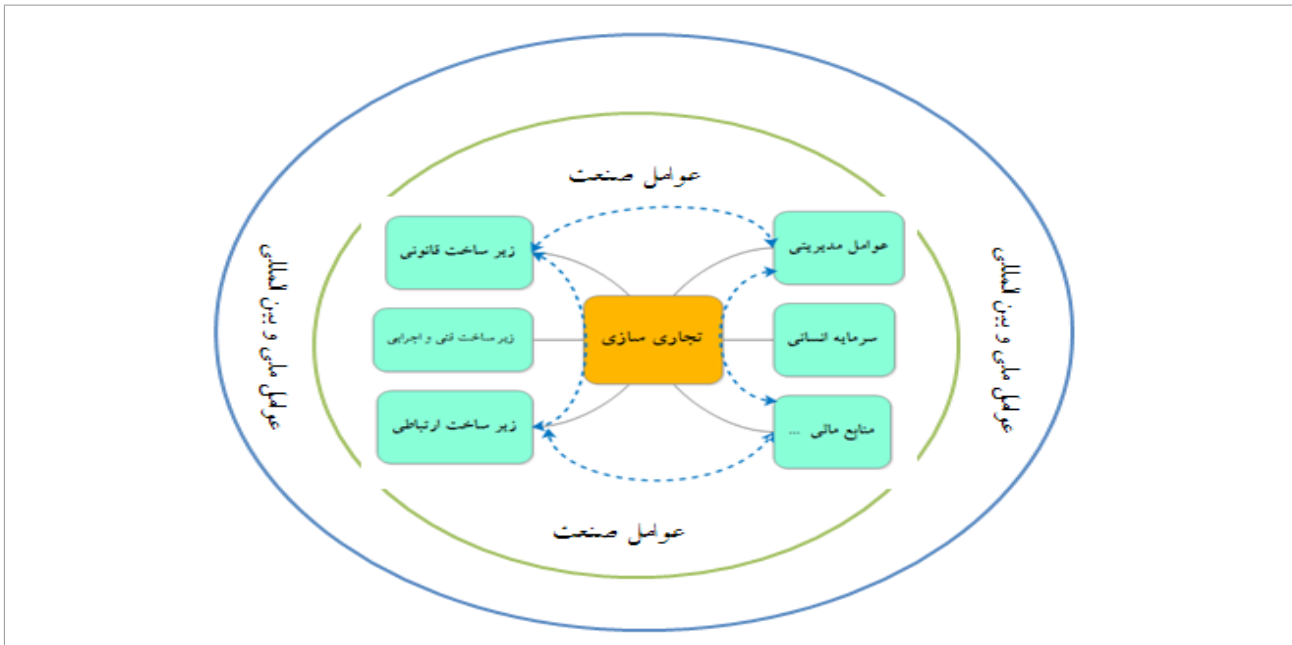 عوامل صنعت
عوامل مدیریتی
زیر ساخت قانونی
عوامل ملی و بین المللی
عوامل ملی و بین المللی
تجاری سازی
سرمایه انسانی
زیر ساخت فنی و اجرایی
منابع مالی ...
زیر ساخت ارتباطی
عوامل صنعت